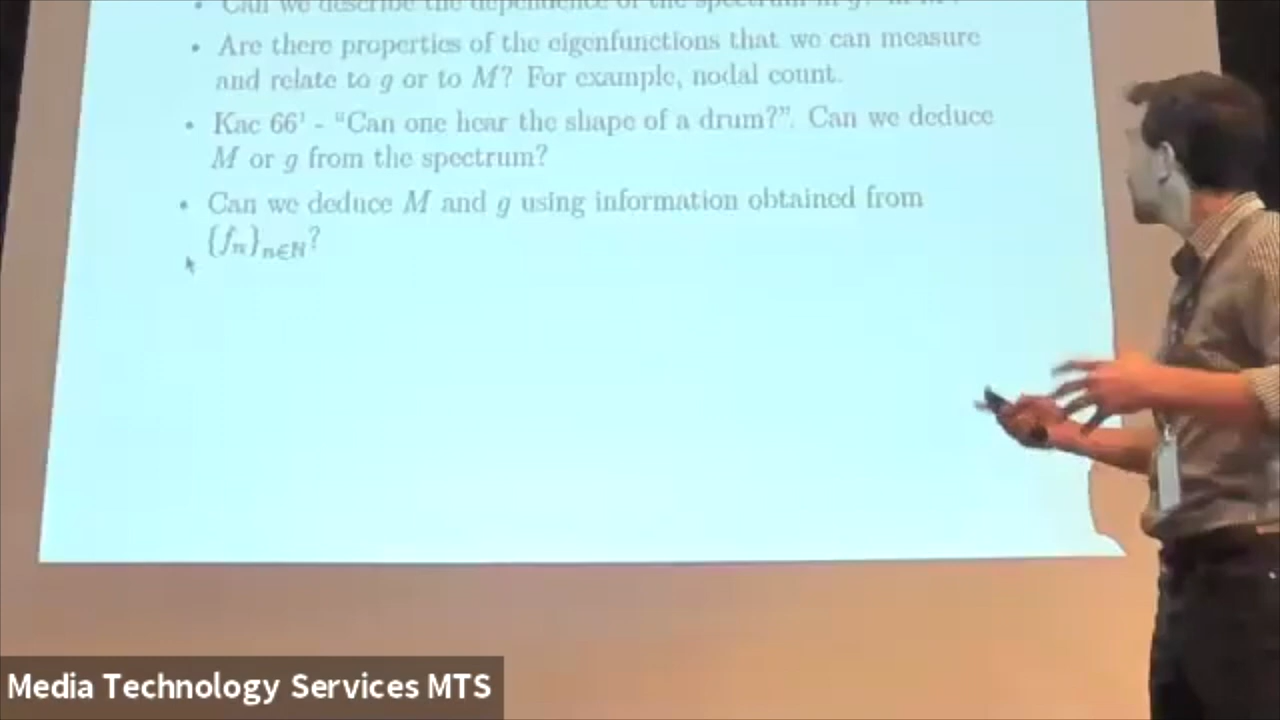 • Can we describe the dependence of the spectrum in g? in M?
• Are there properties of the eigenfunctions that we can measure
and relate to g or to M? For example, nodal count.
• Kac 66' - "Can one hear the shape of a drum?". Can we deduce
M or g from the spectrum?
• Can we deduce M and g using information obtained from
{fₙ}ₙ∈ℕ?
Media Technology Services MTS